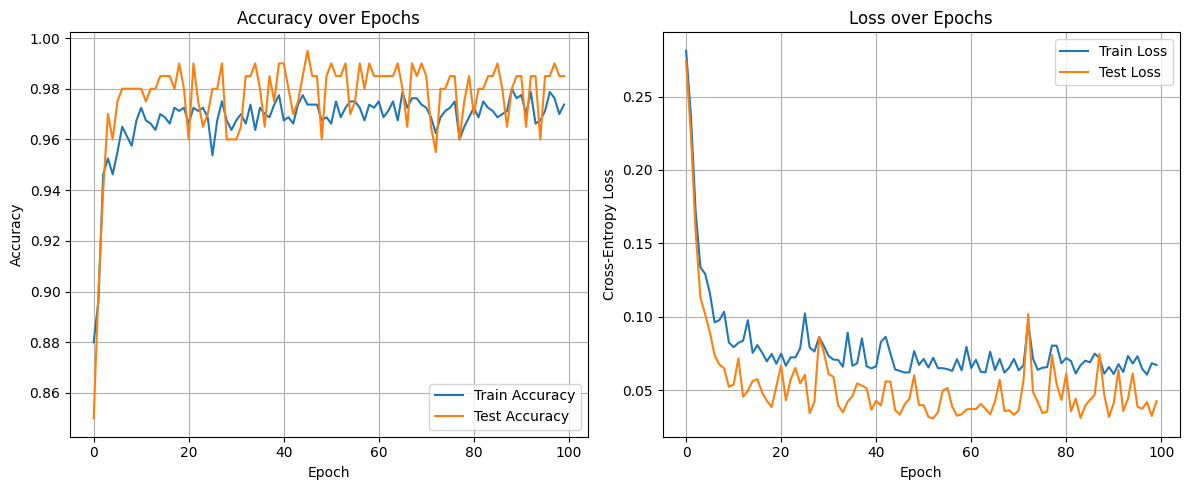 Accuracy over Epochs
1.00
0.98
0.96
0.94
0.92
0.90
0.88
0.86
Accuracy
0
20
40
60
80
100
Epoch
Train Accuracy
Test Accuracy
Loss over Epochs
0.25
0.20
0.15
0.10
0.05
Cross-Entropy Loss
0
20
40
60
80
100
Epoch
Train Loss
Test Loss